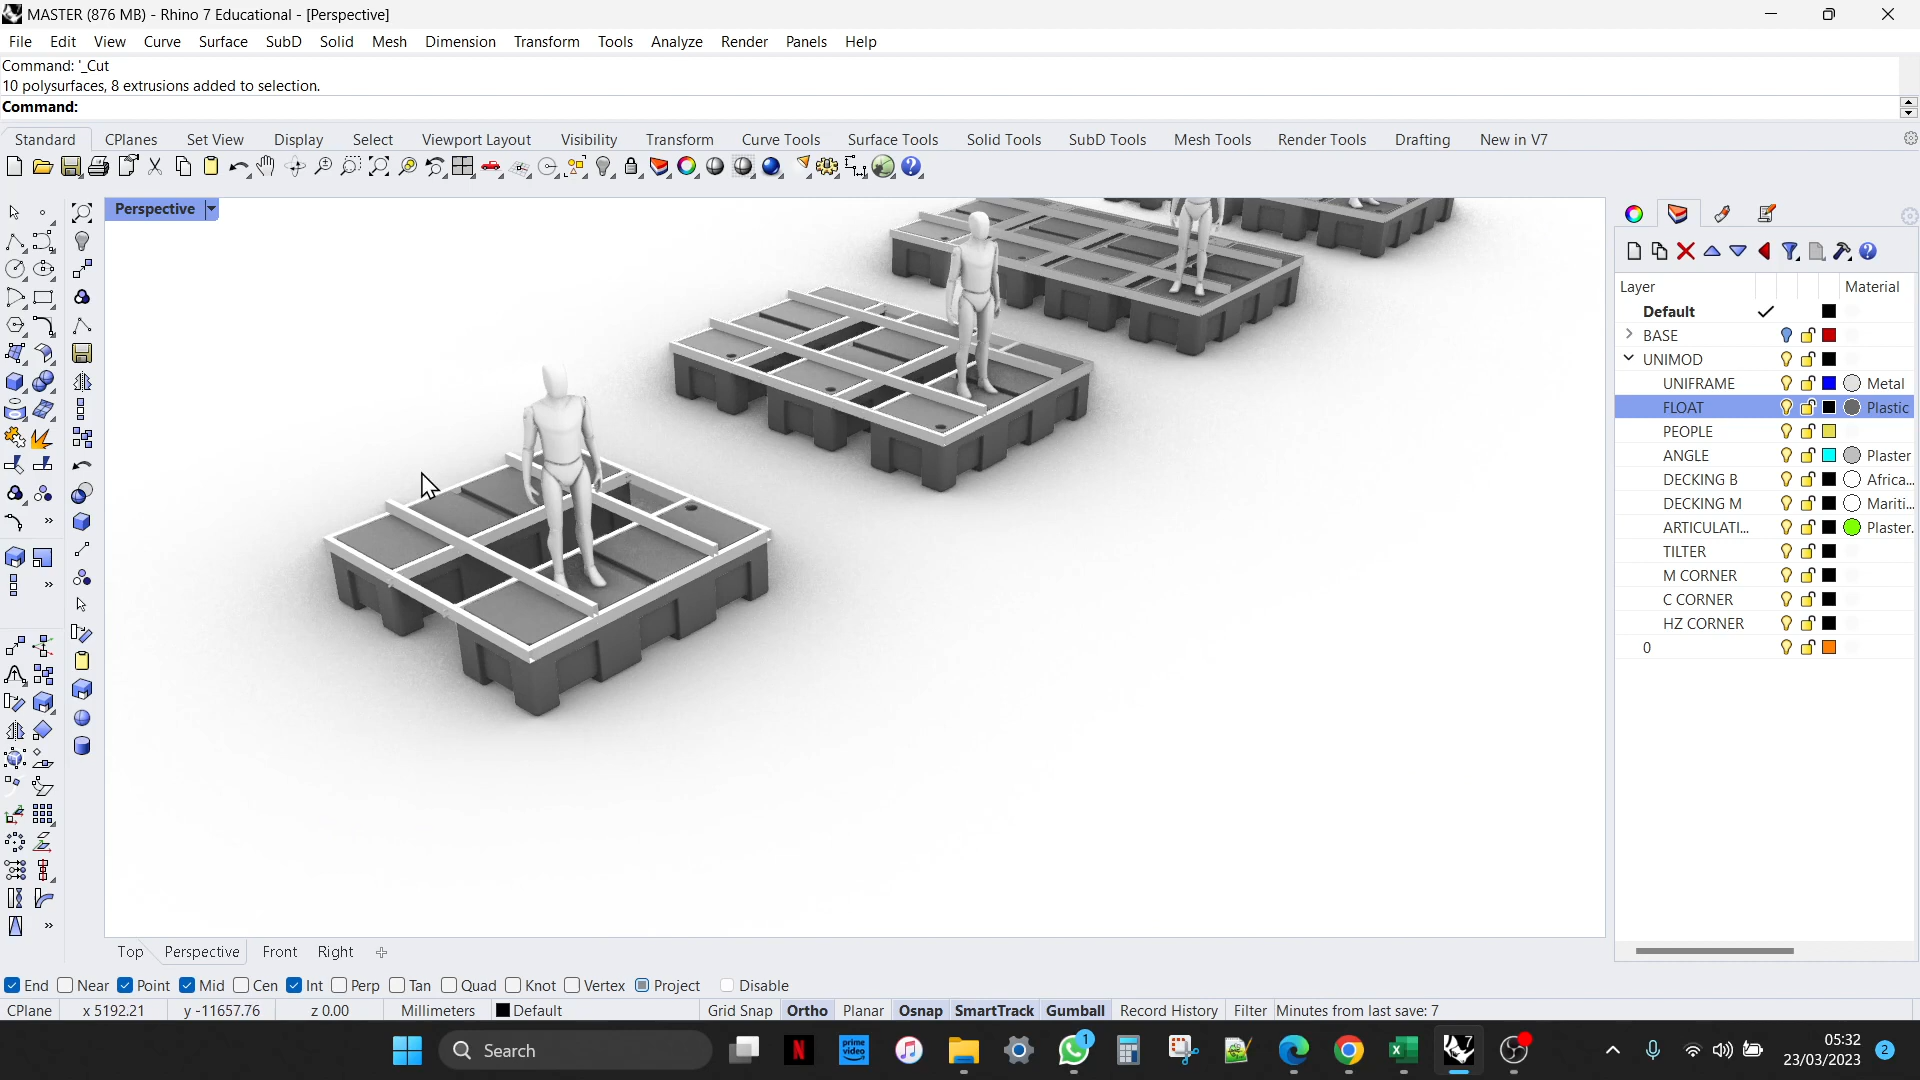 MASTER (876 MB) - Rhino 7 Educational - [Perspective]
File Edit View Curve Surface SubD Solid Mesh Dimension Transform Tools Analyze Render Panels Help
Command: '_Cut
10 polysurfaces, 8 extrusions added to selection.
Command:
Standard CPlanes Set View Display Select Viewport Layout Visibility Transform Curve Tools Surface Tools Solid Tools SubD Tools Mesh Tools Render Tools Drafting New in V7
Perspective
Layer Material
Default
BASE
UNIMOD
UNIFRAME Metal
FLOAT Plastic
PEOPLE
ANGLE Plaster
DECKING B Africa...
DECKING M Mariti...
ARTICULATI... Plaster.
TILTER
M CORNER
C CORNER
HZ CORNER
0
Top Perspective Front Right
End Near Point Mid Cen Int Perp Tan Quad Knot Vertex Project Disable
CPlane x 5192.21 y -11657.76 z 0.00 Millimeters Default Grid Snap Ortho Planar Osnap SmartTrack Gumball Record History Filter Minutes from last save: 7
Search
N
prime video
1
7
05:32
23/03/2023
2